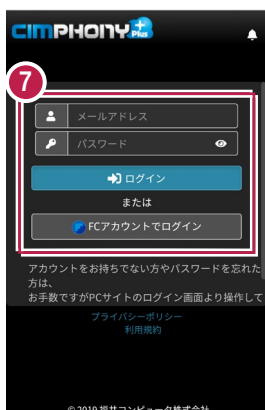 CIMPHONY Plus
7
メールアドレス
パスワード
ログイン
または
FCアカウントでログイン
アカウントをお持ちでない方やパスワードを忘れた
方は、
お手数ですがPCサイトのログイン画面より操作して
プライバシーポリシー
利用規約
© 2019 福井コンピュータ株式会社